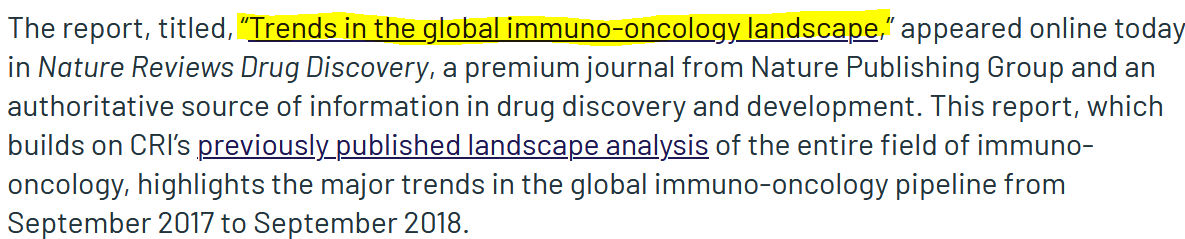 The report, titled, “Trends in the global immuno-oncology landscape,” appeared online today
in Nature Reviews Drug Discovery, a premium journal from Nature Publishing Group and an
authoritative source of information in drug discovery and development. This report, which
builds on CRI’s previously published landscape analysis of the entire field of immuno-
oncology, highlights the major trends in the global immuno-oncology pipeline from
September 2017 to September 2018.